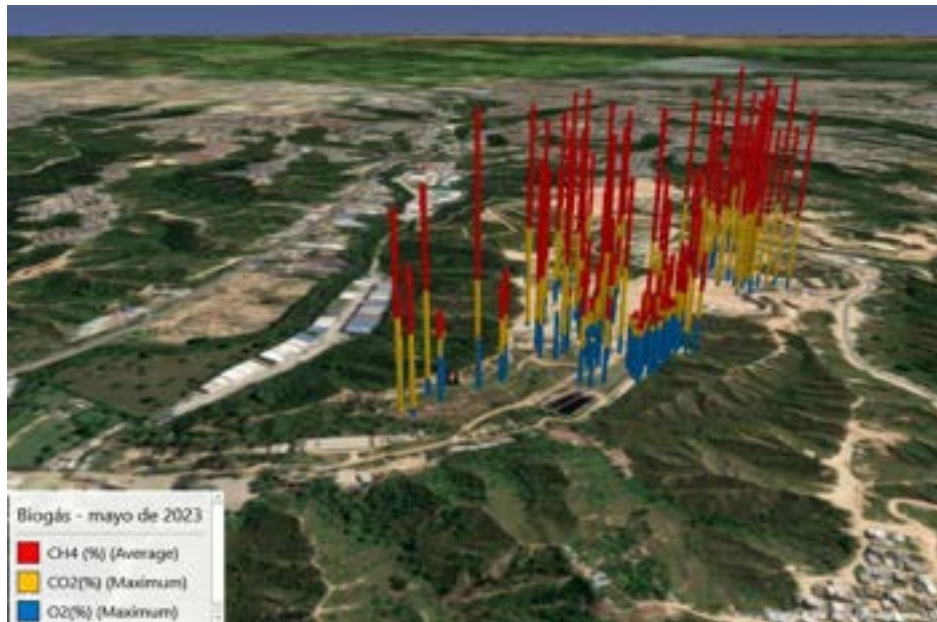 Biogás - mayo de 2023
CH4 (%) (Average)
CO2(%) (Maximum)
O2(%) (Maximum)